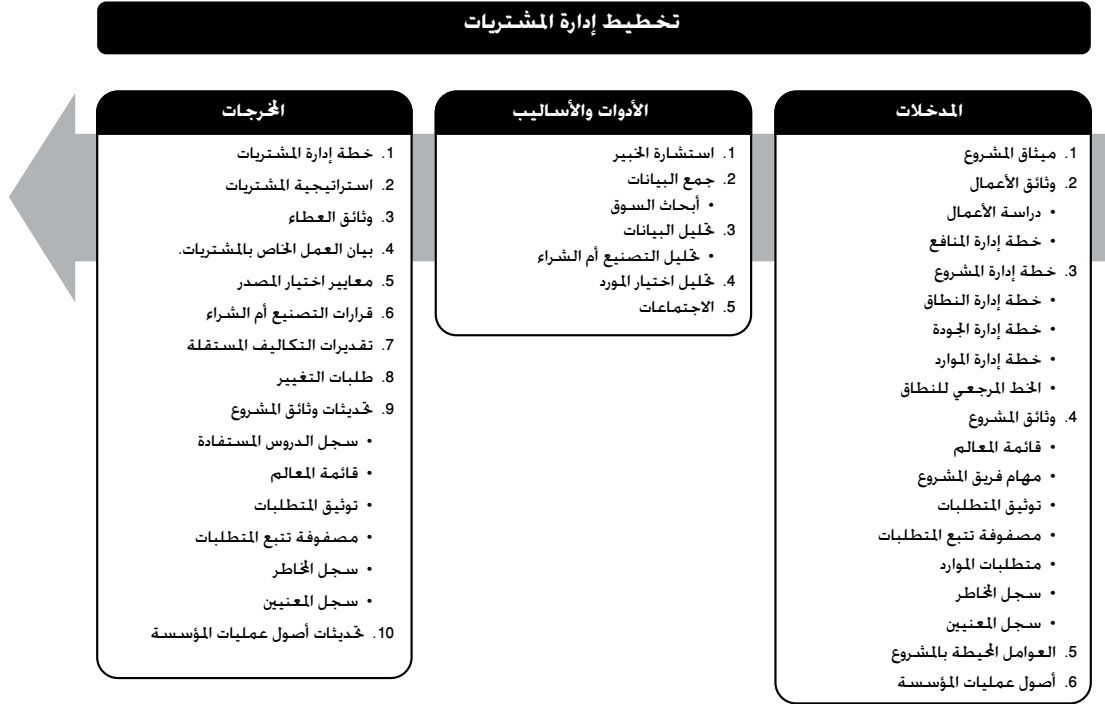 تخطيط إدارة المشتريات
المدخلات
1. ميثاق المشروع
2. وثائق الأعمال
• دراسة الأعمال
• خطة إدارة المنافع
3. خطة إدارة المشروع
• خطة إدارة النطاق
• خطة إدارة الجودة
• خطة إدارة الموارد
• الخط المرجعي للنطاق
4. وثائق المشروع
• قائمة المعالم
• مهام فريق المشروع
• توثيق المتطلبات
• مصفوفة تتبع المتطلبات
• متطلبات الموارد
• سجل المخاطر
• سجل المعنيين
5. العوامل المحيطة بالمشروع
6. أصول عمليات المؤسسة
الأدوات والأساليب
1. استشارة الخبير
2. جمع البيانات
• أبحاث السوق
3. تحليل البيانات
• تحليل التصنيع أم الشراء
4. تحليل اختيار المورد
5. الاجتماعات
المخرجات
1. خطة إدارة المشتريات
2. استراتيجية المشتريات
3. وثائق العطاء
4. بيان العمل الخاص بالمشتريات.
5. معايير اختيار المصدر
6. قرارات التصنيع أم الشراء
7. تقديرات التكاليف المستقلة
8. طلبات التغيير
9. تحديثات وثائق المشروع
• سجل الدروس المستفادة
• قائمة المعالم
• توثيق المتطلبات
• مصفوفة تتبع المتطلبات
• سجل المخاطر
• سجل المعنيين
10. تحديثات أصول عمليات المؤسسة